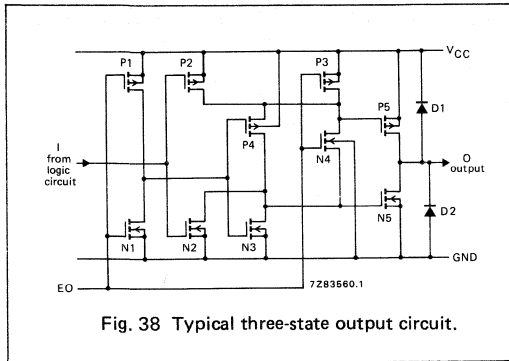 P1
P2
P3
VCC
P5
D1
P4
I
from
logic
circuit
N4
O
output
N1
N2
N3
N5
D2
GND
7Z83560.1
EO
Fig. 38 Typical three-state output circuit.